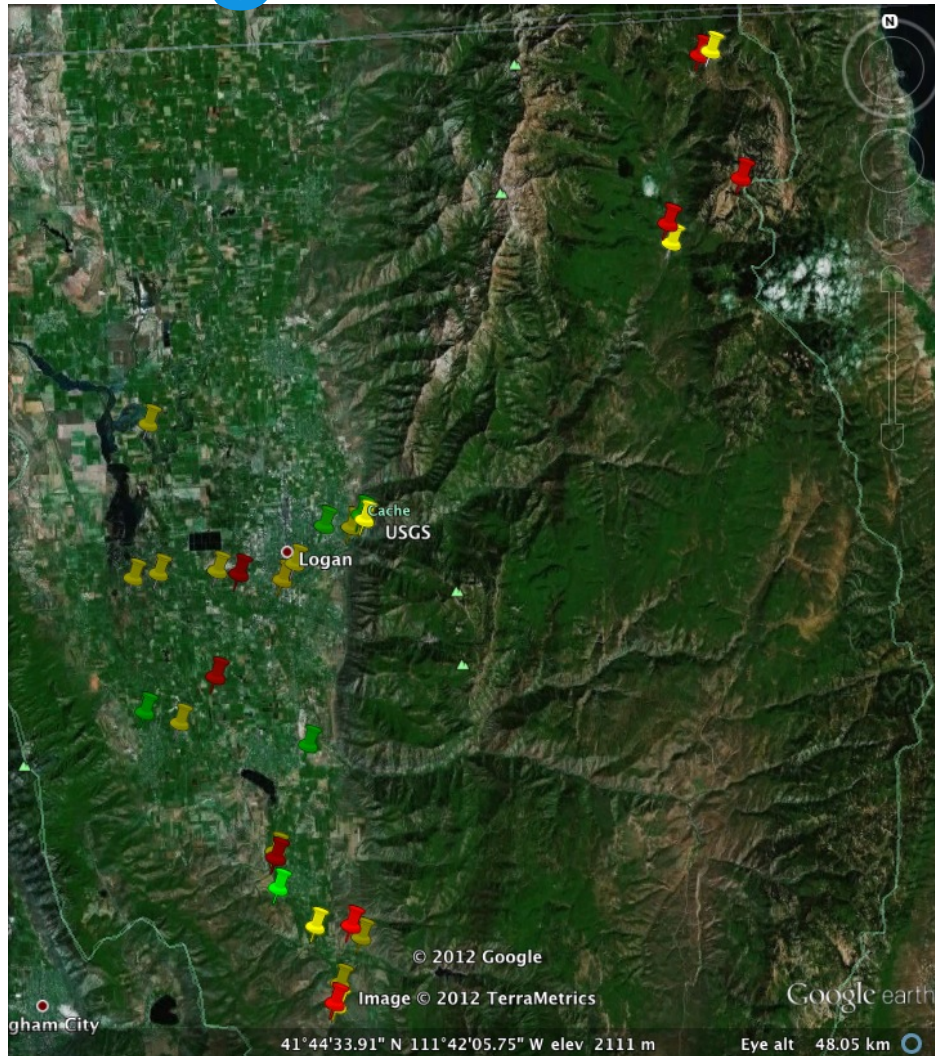 N
Cache
USGS
Logan
© 2012 Google
Image © 2012 TerraMetrics
Google earth
gham City
41°44'33.91" N 111°42'05.75" W elev 2111 m
Eye alt 48.05 km